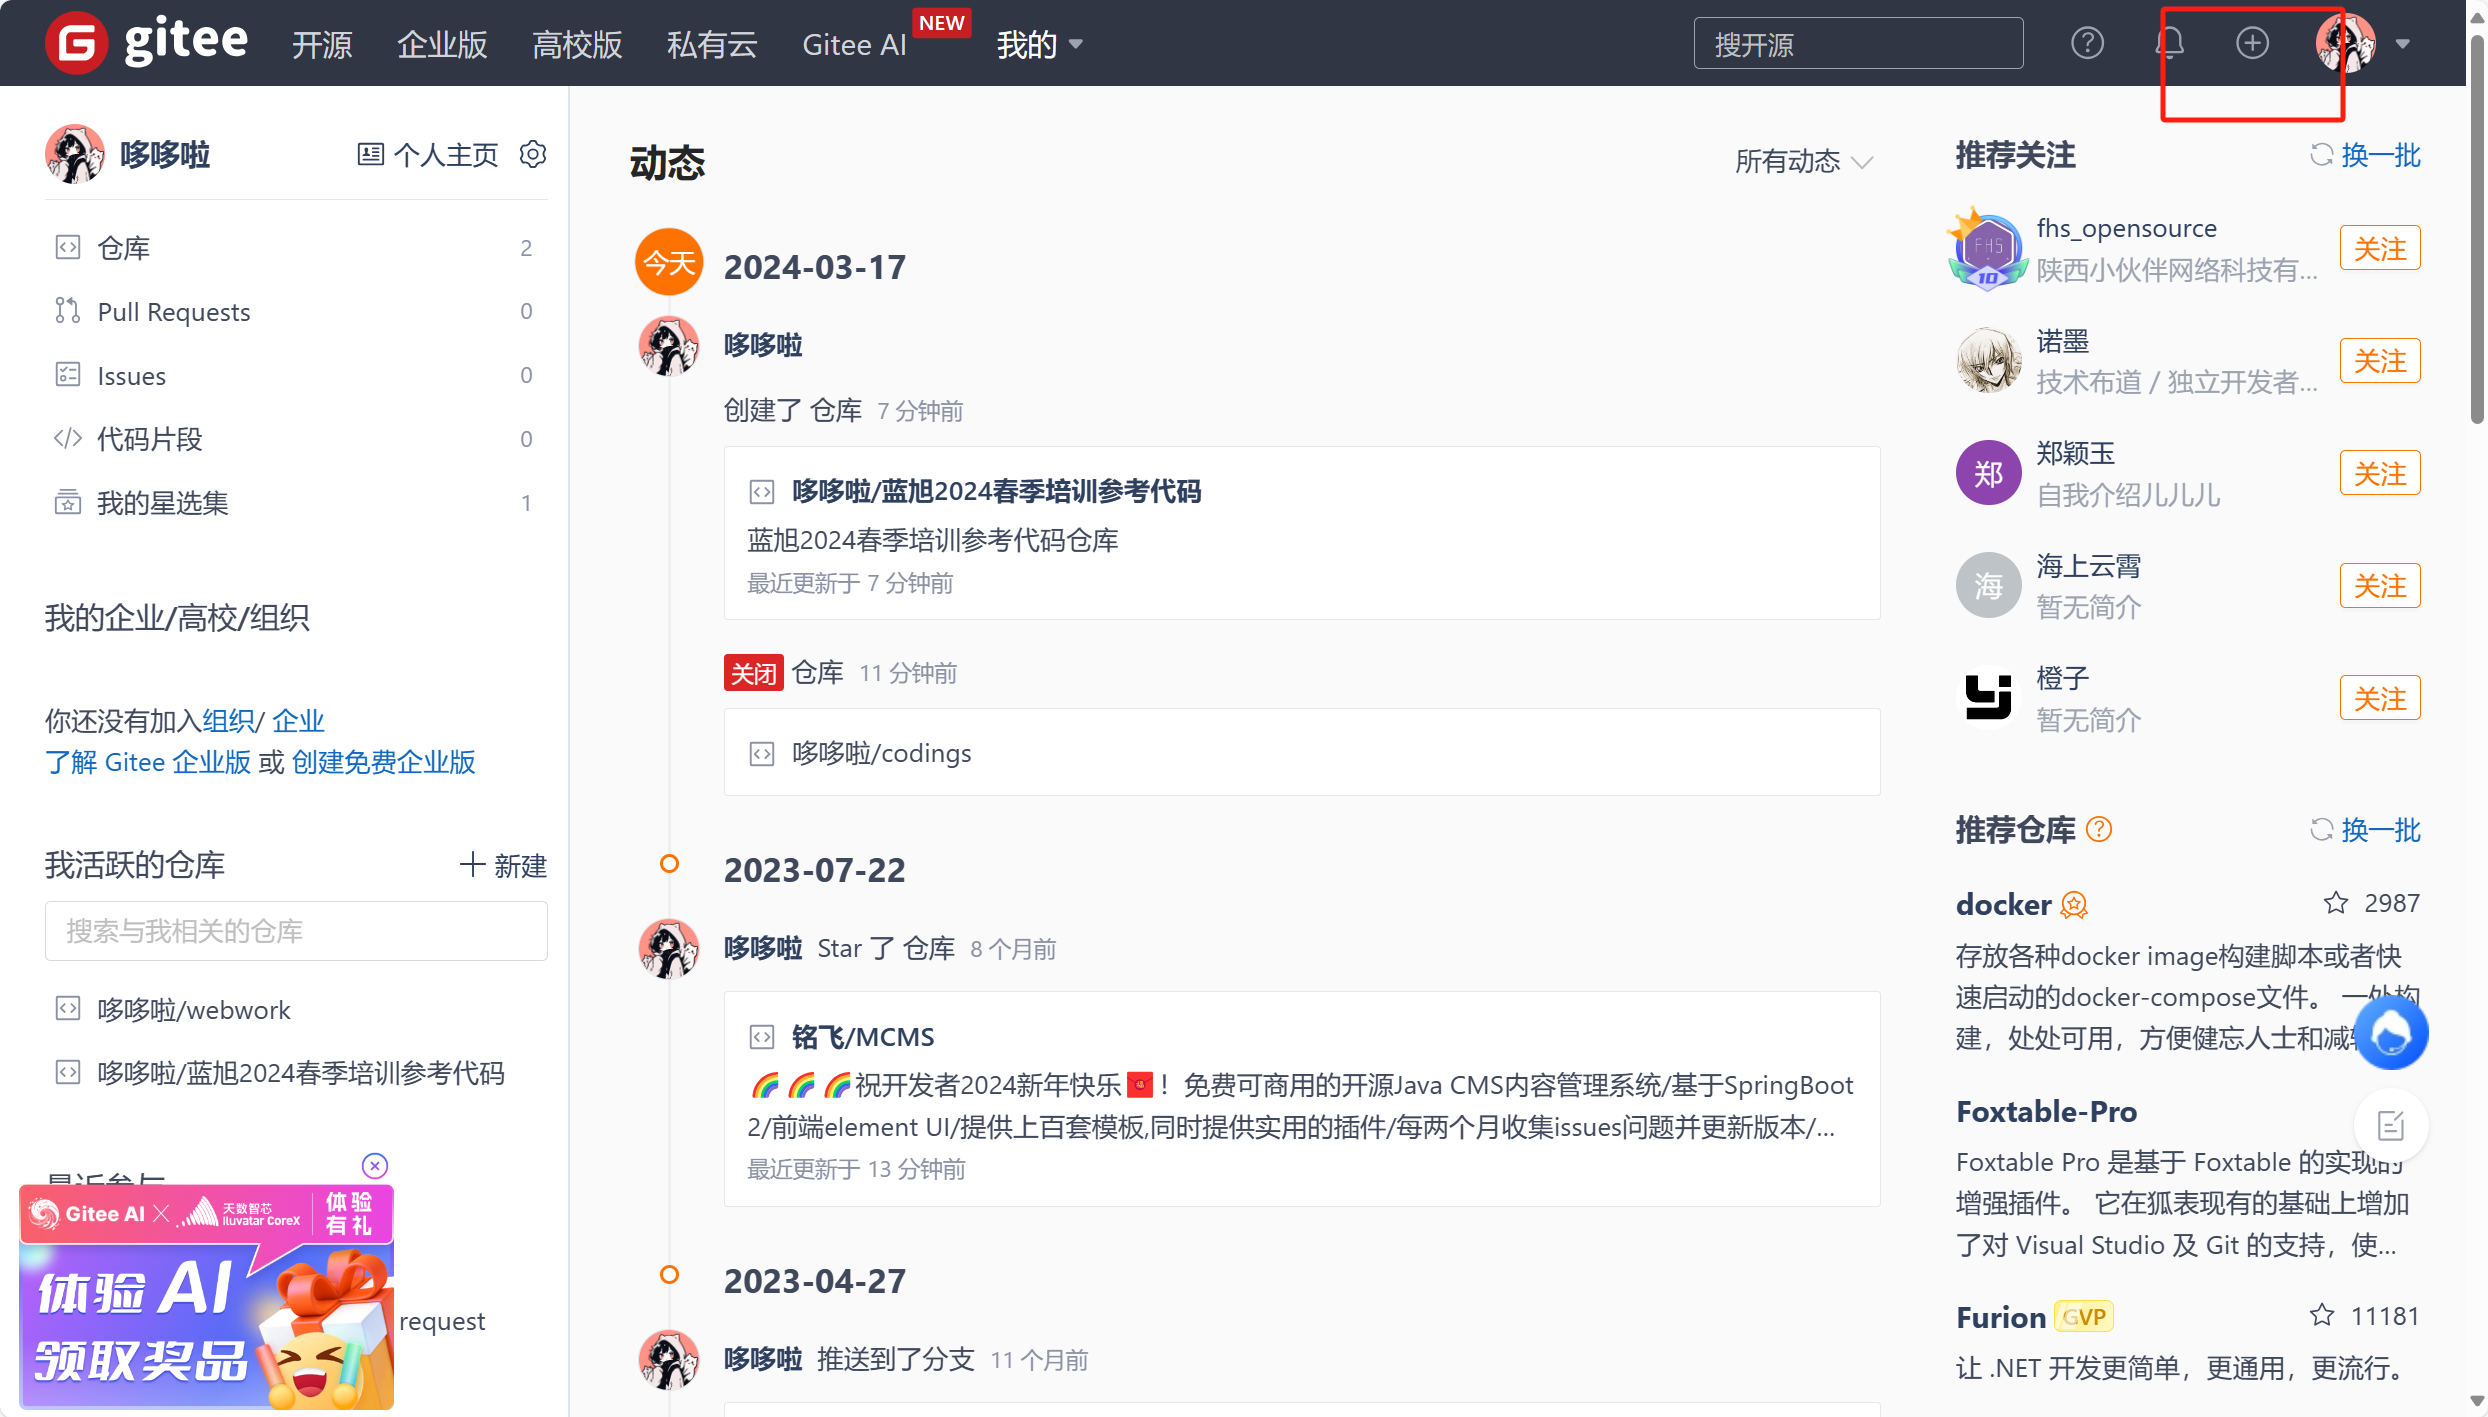 gitee 开源 企业版 高校版 私有云 Gitee AI NEW 我的 搜开源
哆哆啦 个人主页
仓库 2
Pull Requests 0
Issues 0
代码片段 0
我的星选集 1
我的企业/高校/组织
你还没有加入组织/ 企业
了解 Gitee 企业版 或 创建免费企业版
我活跃的仓库 新建
搜索与我相关的仓库
哆哆啦/webwork
哆哆啦/蓝旭2024春季培训参考代码
Gitee AI 天数智芯 Iluvatar CoreX 体验有礼
体验 AI
领取奖品
request
动态 所有动态
今天 2024-03-17
哆哆啦
创建了 仓库 7 分钟前
哆哆啦/蓝旭2024春季培训参考代码
蓝旭2024春季培训参考代码仓库
最近更新于 7 分钟前
关闭 仓库 11 分钟前
哆哆啦/codings
2023-07-22
哆哆啦 Star 了 仓库 8 个月前
铭飞/MCMS
🌈🌈🌈祝开发者2024新年快乐🧧！免费可商用的开源Java CMS内容管理系统/基于SpringBoot
2/前端element UI/提供上百套模板,同时提供实用的插件/每两个月收集issues问题并更新版本/...
最近更新于 13 分钟前
2023-04-27
哆哆啦 推送到了分支 11 个月前
推荐关注 换一批
FHS 10
fhs_opensource 关注
陕西小伙伴网络科技有...
诺墨 关注
技术布道 / 独立开发者...
郑 郑颖玉 关注
自我介绍儿儿儿
海 海上云霄 关注
暂无简介
橙子 关注
暂无简介
推荐仓库 换一批
docker 2987
存放各种docker image构建脚本或者快
速启动的docker-compose文件。 一处构
建，处处可用，方便健忘人士和减
Foxtable-Pro
Foxtable Pro 是基于 Foxtable 的实现的
增强插件。 它在狐表现有的基础上增加
了对 Visual Studio 及 Git 的支持，使...
Furion GVP 11181
让 .NET 开发更简单，更通用，更流行。